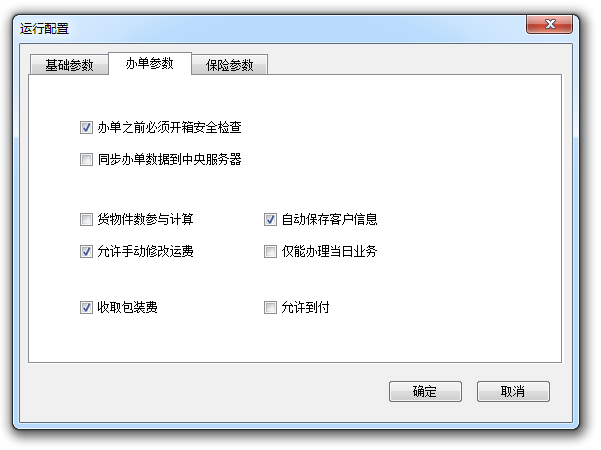 运行配置
基础参数 办单参数 保险参数
办单之前必须开箱安全检查
同步办单数据到中央服务器
货物件数参与计算 自动保存客户信息
允许手动修改运费 仅能办理当日业务
收取包装费 允许到付
确定 取消